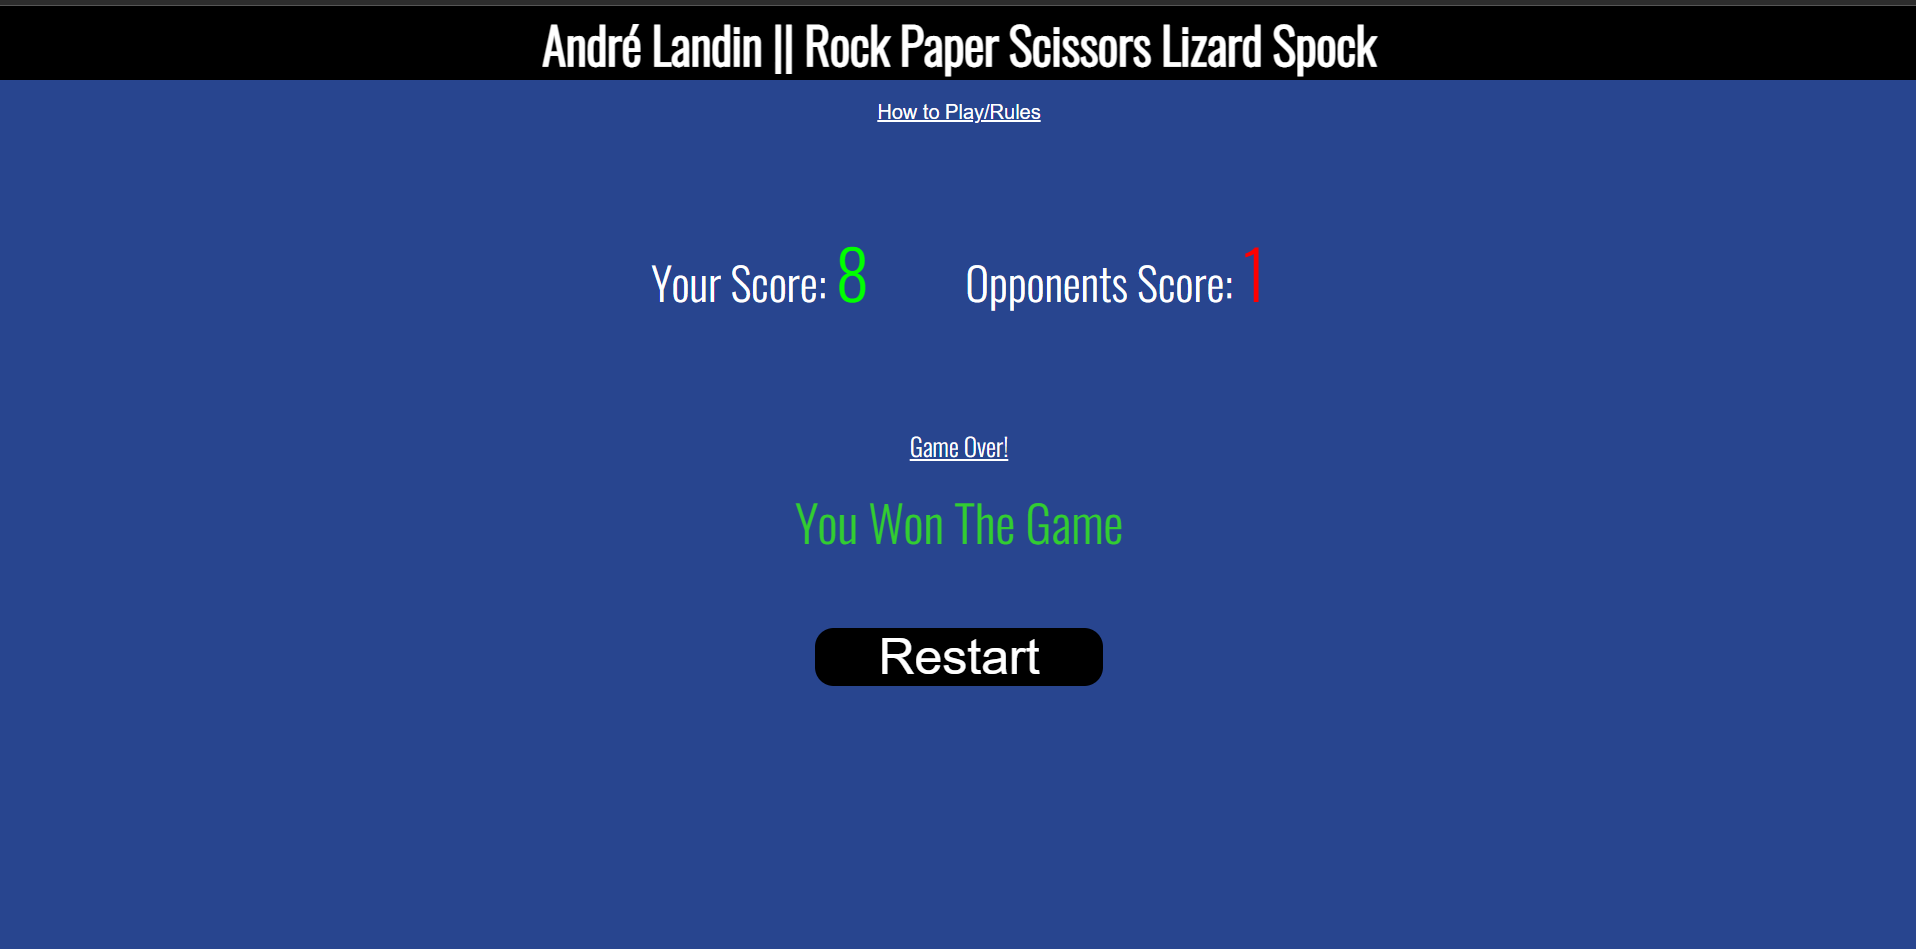 André Landin || Rock Paper Scissors Lizard Spock
How to Play/Rules
Your Score: 8 Opponents Score: 1
Game Over!
You Won The Game
Restart